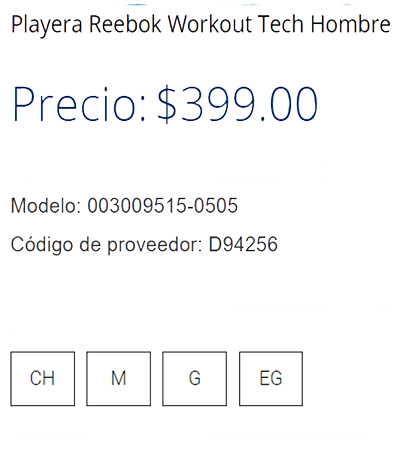 Playera Reebok Workout Tech Hombre
Precio: $399.00
Modelo: 003009515-0505
Código de proveedor: D94256
CH M G EG